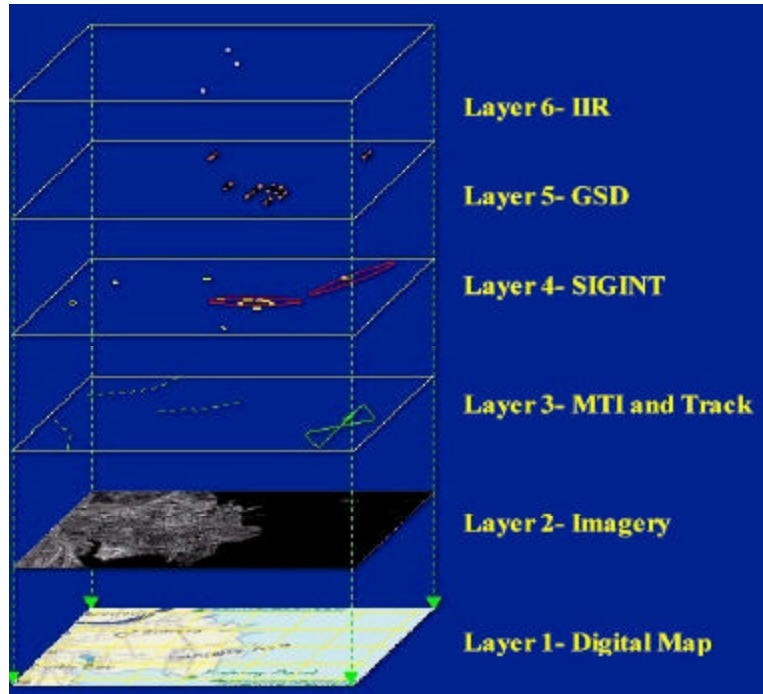 Layer 6- IIR
Layer 5- GSD
Layer 4- SIGINT
Layer 3- MTI and Track
Layer 2- Imagery
Layer 1- Digital Map